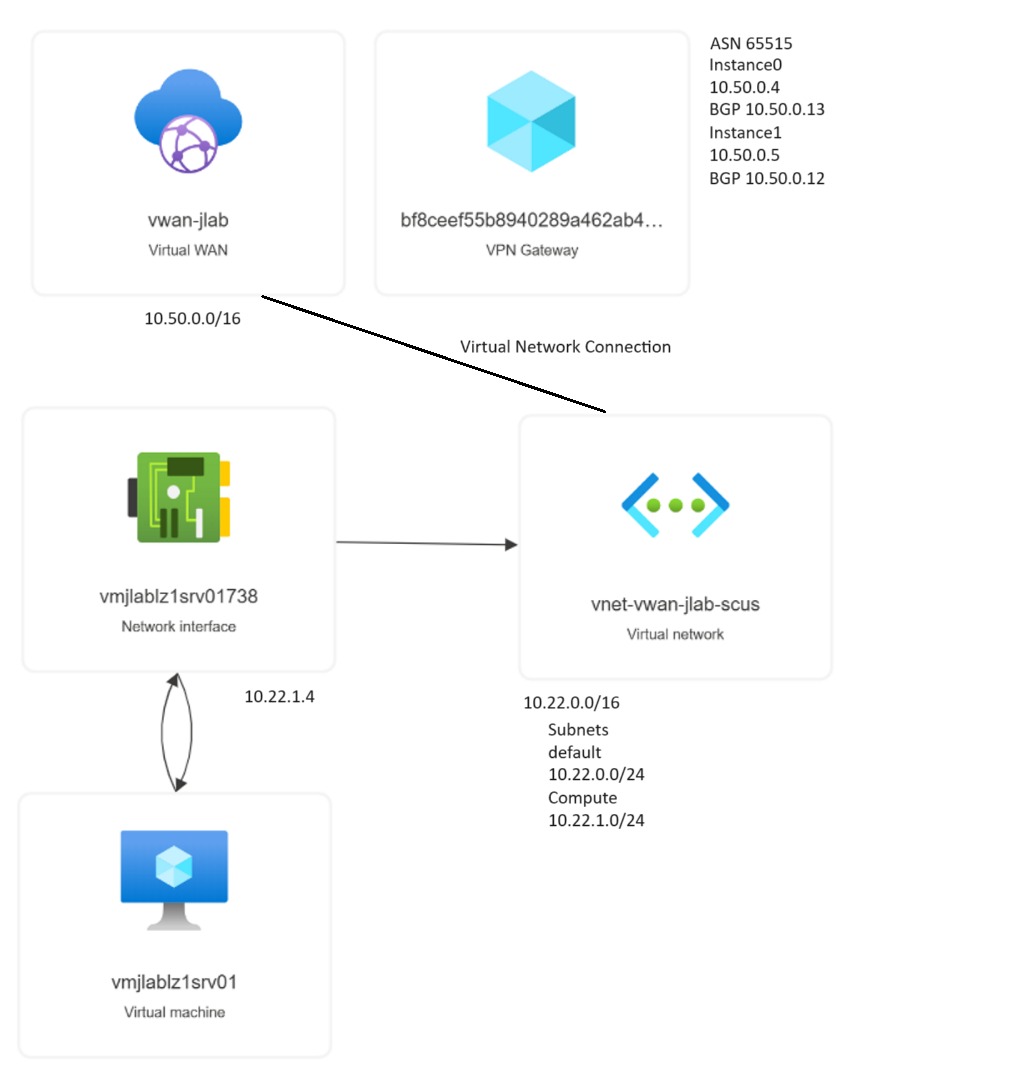 vwan-jlab
Virtual WAN
bf8ceef55b8940289a462ab4...
VPN Gateway
ASN 65515
Instance0
10.50.0.4
BGP 10.50.0.13
Instance1
10.50.0.5
BGP 10.50.0.12
10.50.0.0/16
Virtual Network Connection
vmjlablz1srv01738
Network interface
10.22.1.4
vnet-vwan-jlab-scus
Virtual network
10.22.0.0/16
Subnets
default
10.22.0.0/24
Compute
10.22.1.0/24
vmjlablz1srv01
Virtual machine